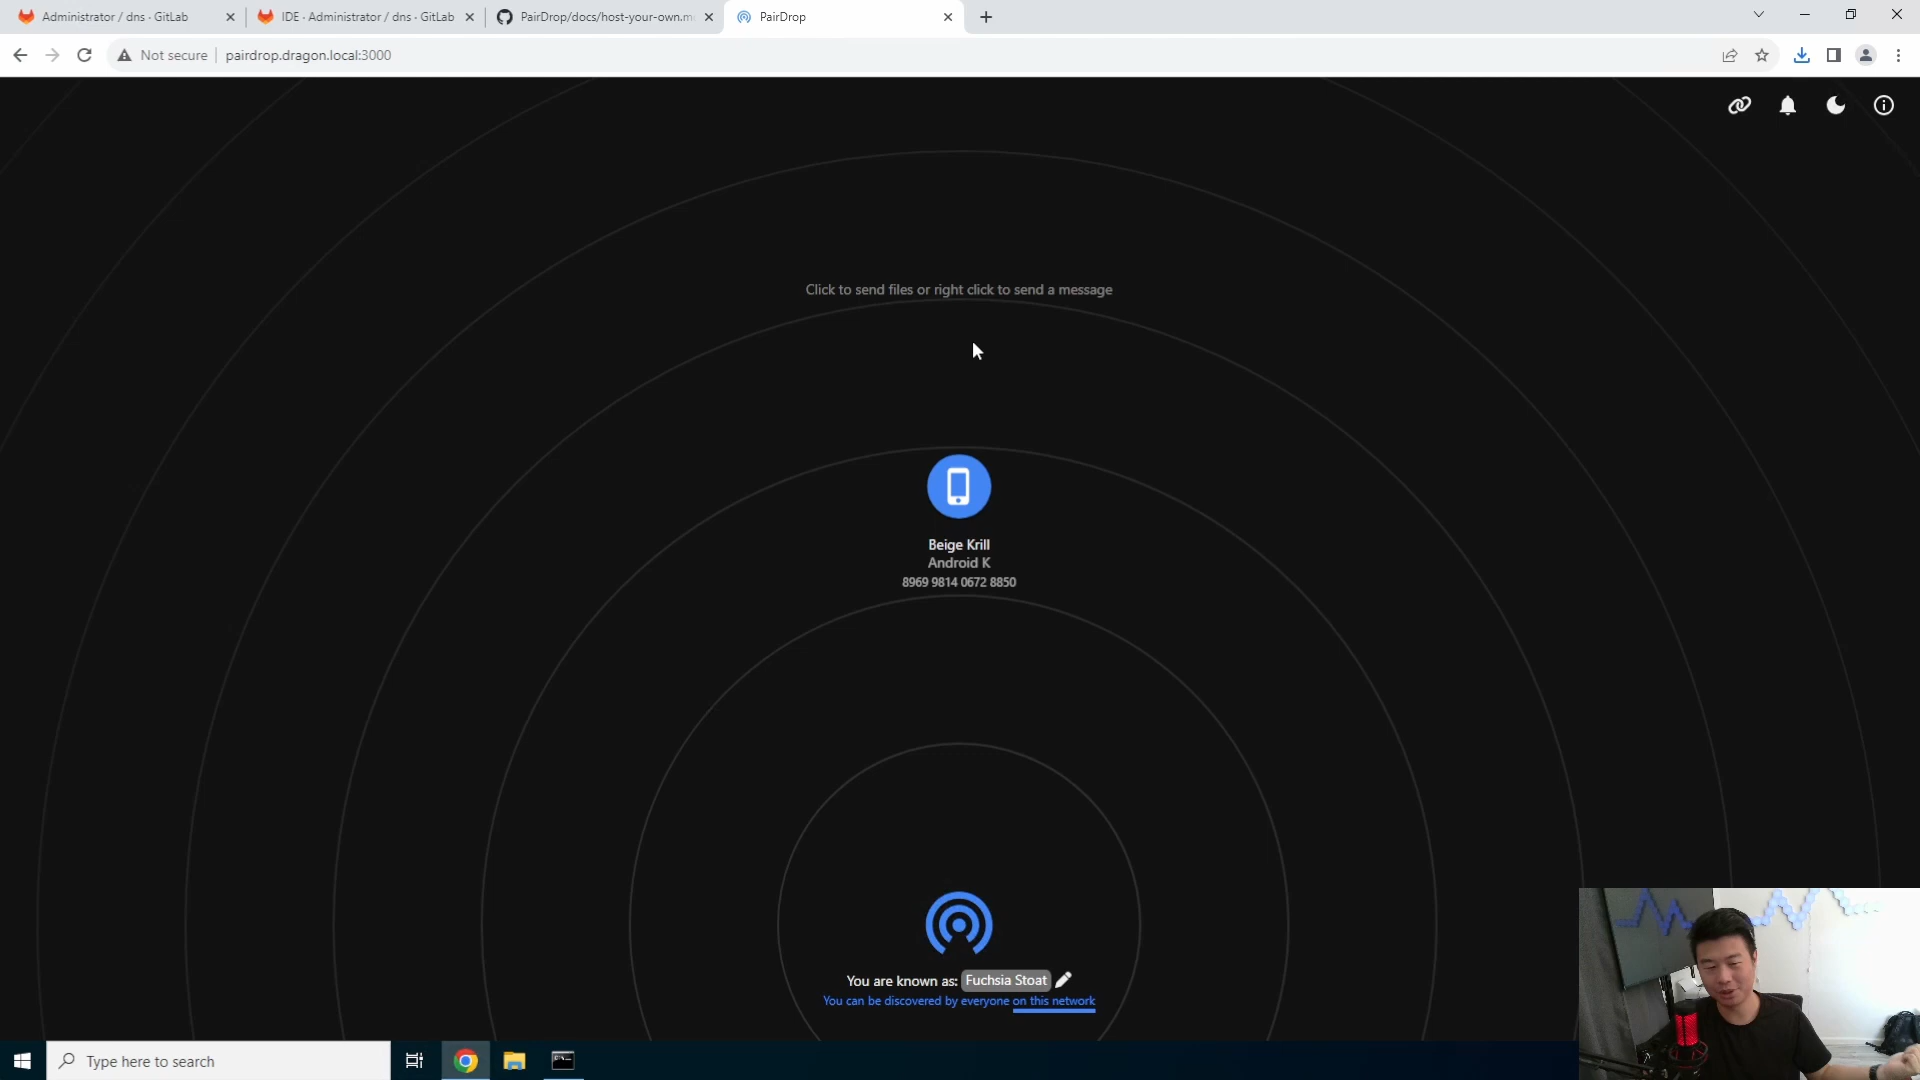 Administrator / dns · GitLab
IDE · Administrator / dns · GitLab
PairDrop/docs/host-your-own.m
PairDrop
Not secure
pairdrop.dragon.local:3000
Click to send files or right click to send a message
Beige Krill
Android K
8969 9814 0672 8850
You are known as: Fuchsia Stoat
You can be discovered by everyone on this network
Type here to search